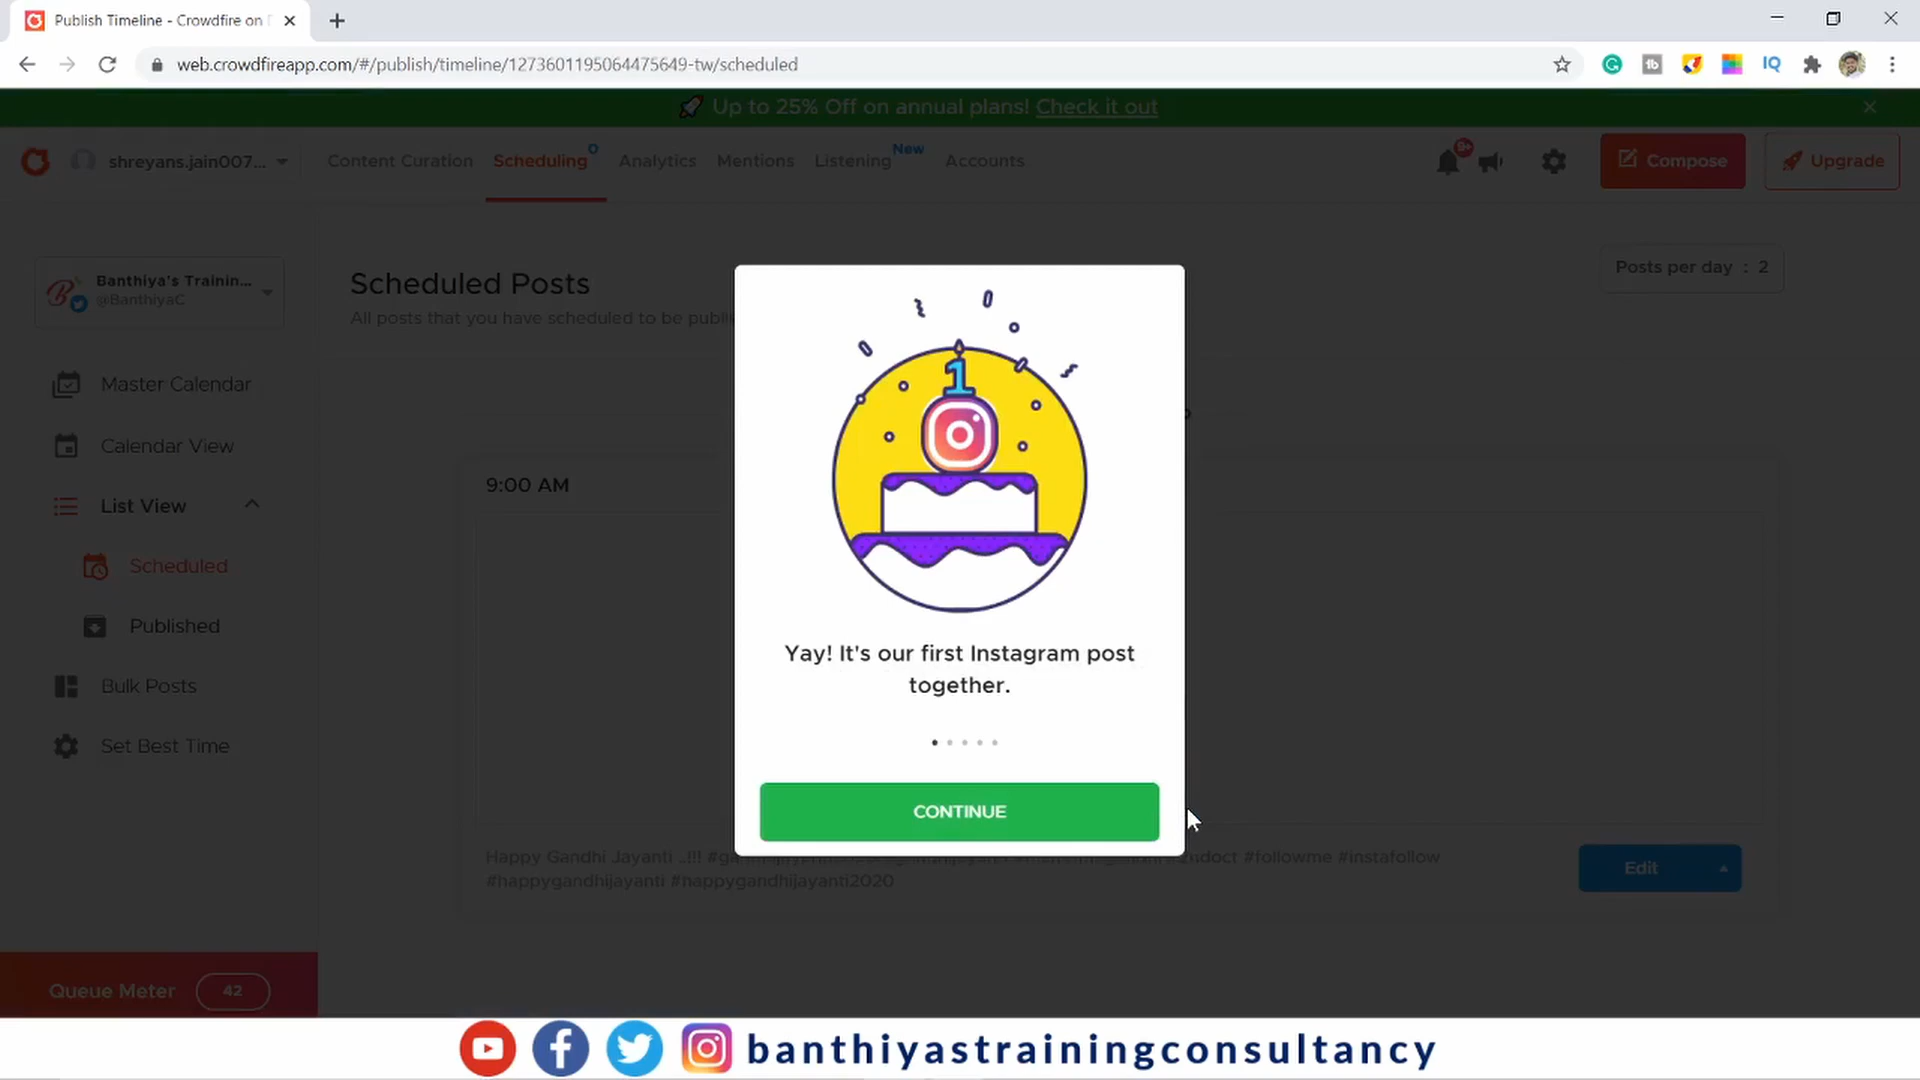 Publish Timeline - Crowdfire on
web.crowdfireapp.com/#/publish/timeline/1273601195064475649-tw/scheduled
Up to 25% Off on annual plans! Check it out
shreyans.jain007...
Content Curation
Scheduling
Analytics
Mentions
Listening
New
Accounts
9+
Compose
Upgrade
Banthiya's Trainin...
@BanthiyaC
Scheduled Posts
All posts that you have scheduled to be
Posts per day : 2
Master Calendar
Calendar View
List View
Scheduled
Published
Bulk Posts
Set Best Time
9:00 AM
1
Yay! It's our first Instagram post
together.
CONTINUE
Happy Gandhi Jayanti ..!!! #followme #instafollow
#happygandhijayanti #happygandhijayanti2020
Edit
Queue Meter 42
banthiyastrainingconsultancy